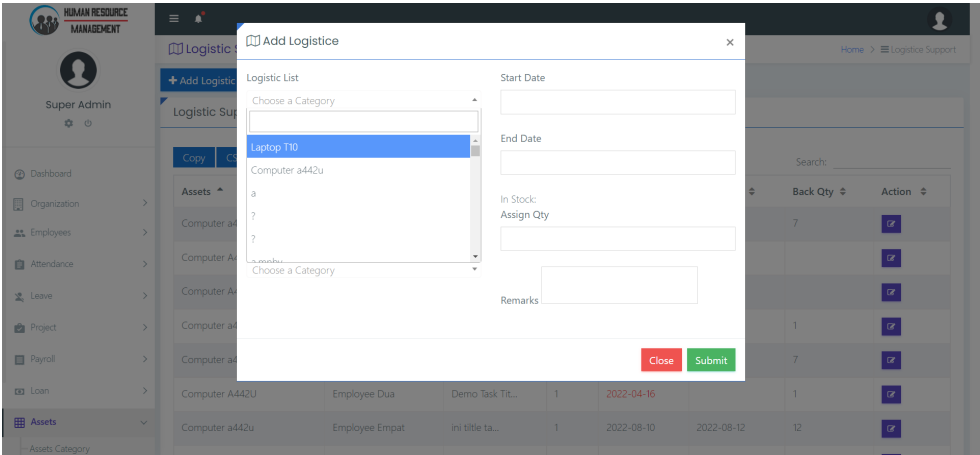 HUMAN RESOURCE
MANAGEMENT
Super Admin
Dashboard
Organization
Employees
Attendance
Leave
Project
Payroll
Loan
Assets
Assets Category
Logistic S
Home > Logistice Support
+ Add Logistic
Logistic Sup
Copy CS
Search:
Assets Back Qty Action
Computer a4 7
Computer A
Computer A
Computer a4 1
Computer a4 7
Computer A442U Employee Dua Demo Task Tit... 1 2022-04-16 1
Computer a442u Employee Empat ini tiltle ta... 1 2022-08-10 2022-08-12 12
Add Logistice
×
Logistic List
Choose a Category
Laptop T10
Computer a442u
a
?
?
Choose a Category
Start Date
End Date
In Stock:
Assign Qty
Remarks
Close Submit